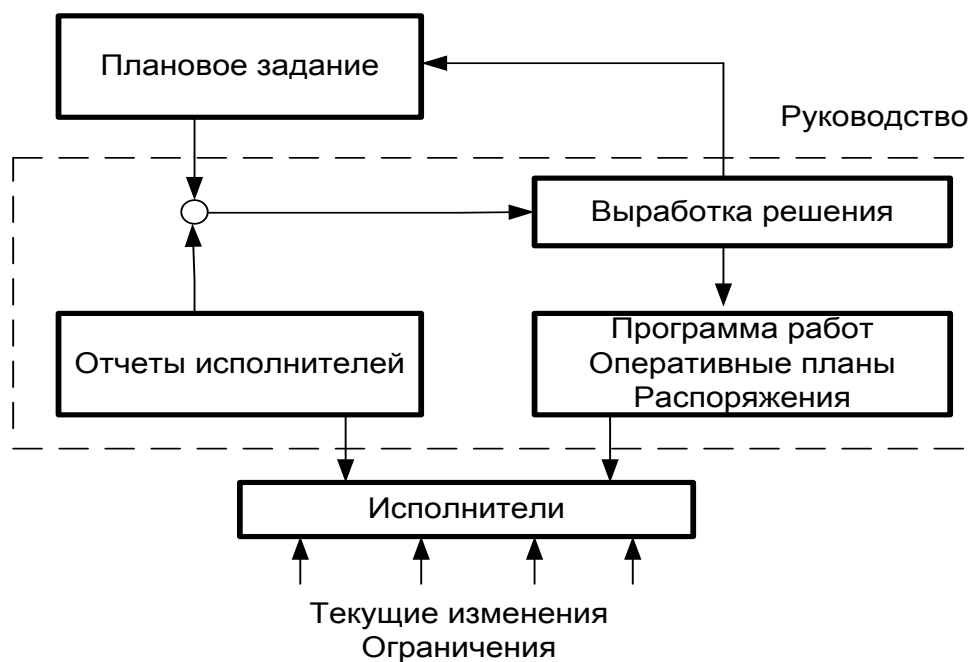 Плановое задание
Руководство
Выработка решения
Отчеты исполнителей
Программа работ
Оперативные планы
Распоряжения
Исполнители
Текущие изменения
Ограничения